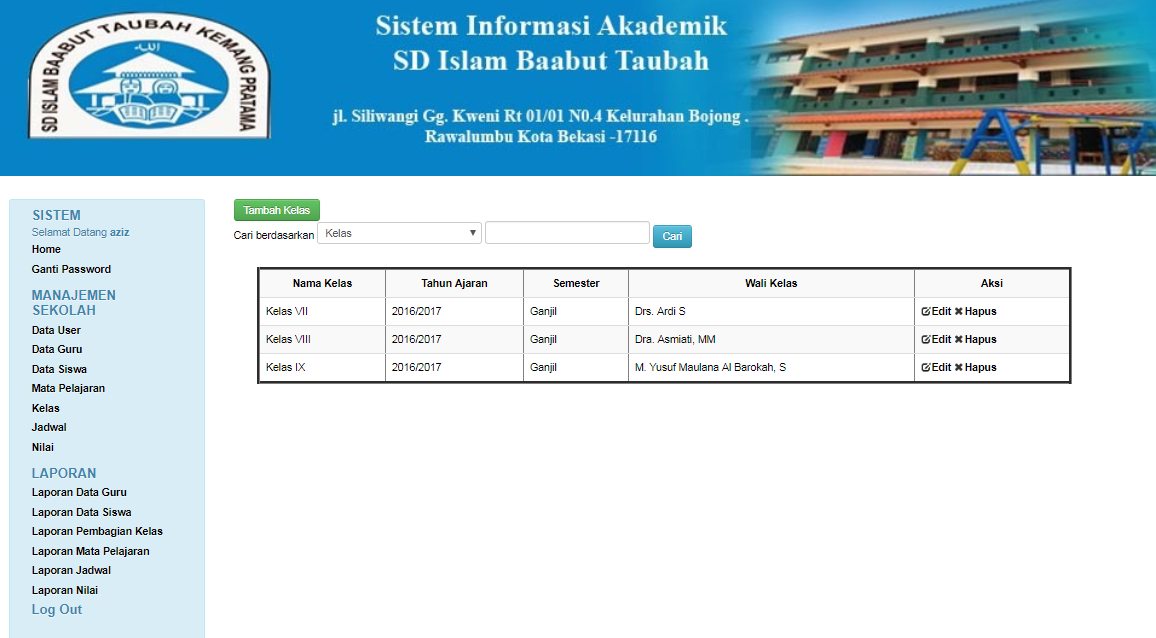 SD ISLAM BAABUT TAUBAH KEMANG PRATAMA
Sistem Informasi Akademik
SD Islam Baabut Taubah
jl. Siliwangi Gg. Kweni Rt 01/01 N0.4 Kelurahan Bojong .
Rawalumbu Kota Bekasi -17116
SISTEM
Selamat Datang aziz
Home
Ganti Password
MANAJEMEN
SEKOLAH
Data User
Data Guru
Data Siswa
Mata Pelajaran
Kelas
Jadwal
Nilai
LAPORAN
Laporan Data Guru
Laporan Data Siswa
Laporan Pembagian Kelas
Laporan Mata Pelajaran
Laporan Jadwal
Laporan Nilai
Log Out
Tambah Kelas
Cari berdasarkan Kelas Cari
Nama Kelas Tahun Ajaran Semester Wali Kelas Aksi
Kelas VII 2016/2017 Ganjil Drs. Ardi S Edit Hapus
Kelas VIII 2016/2017 Ganjil Dra. Asmiati, MM Edit Hapus
Kelas IX 2016/2017 Ganjil M. Yusuf Maulana Al Barokah, S Edit Hapus